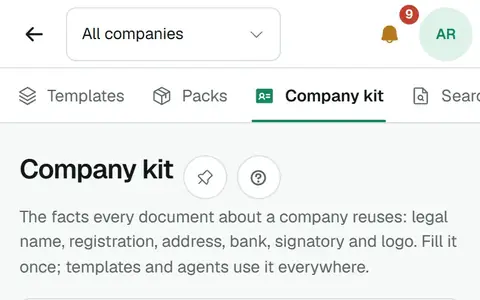 All companies
9
AR
Templates
Packs
Company kit
Company kit
The facts every document about a company reuses: legal
name, registration, address, bank, signatory and logo. Fill it
once; templates and agents use it everywhere.